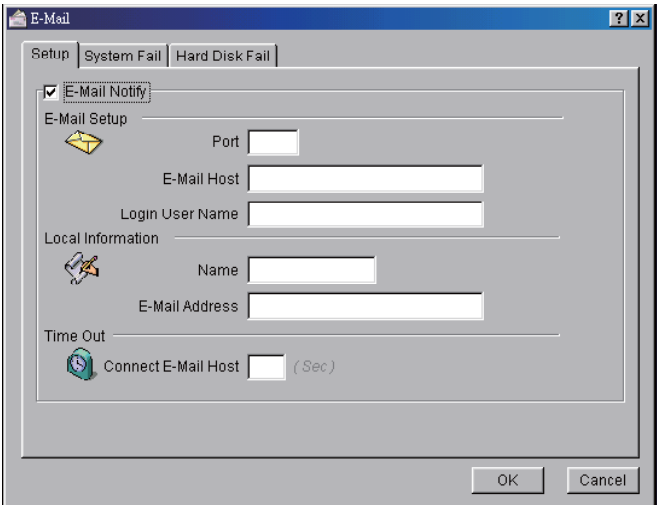 E-Mail
Setup System Fail Hard Disk Fail
E-Mail Notify
E-Mail Setup
Port
E-Mail Host
Login User Name
Local Information
Name
E-Mail Address
Time Out
Connect E-Mail Host (Sec)
OK Cancel